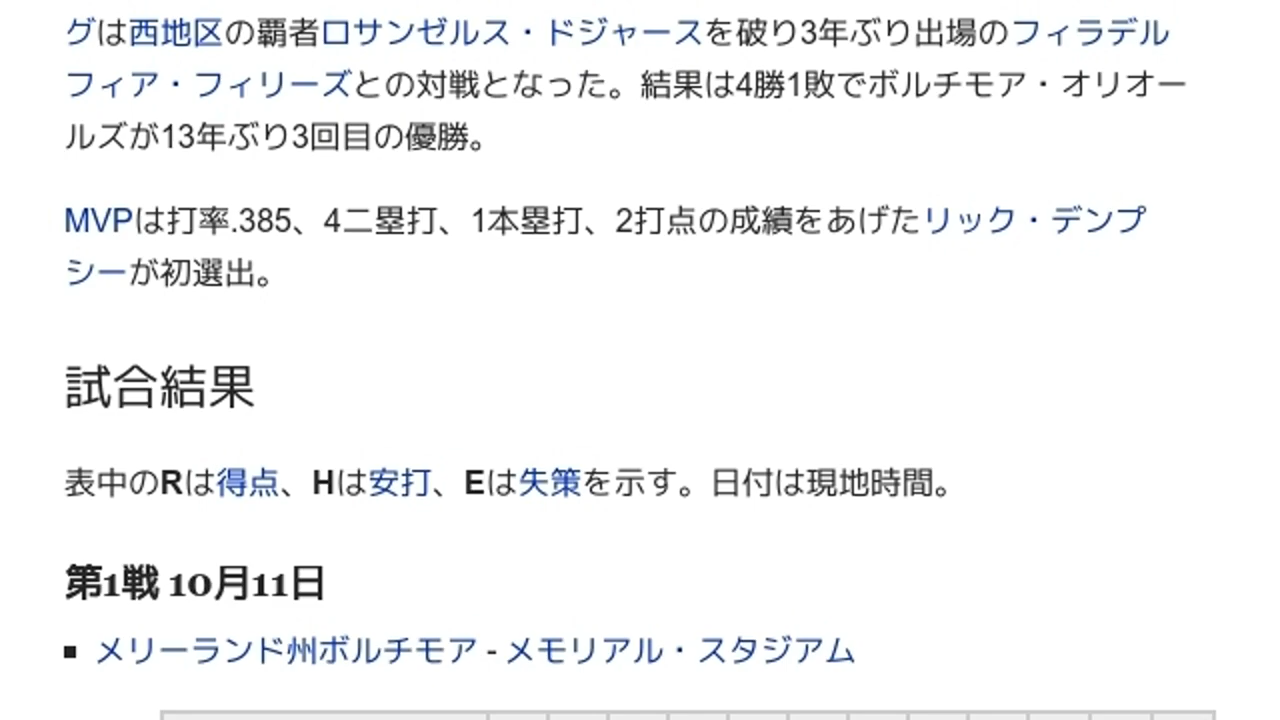 グは西地区の覇者ロサンゼルス・ドジャースを破り3年ぶり出場のフィラデル
フィア・フィリーズとの対戦となった。結果は4勝1敗でボルチモア・オリオー
ルズが13年ぶり3回目の優勝。
MVPは打率.385、4二塁打、1本塁打、2打点の成績をあげたリック・デンプ
シーが初選出。
試合結果
表中のRは得点、Hは安打、Eは失策を示す。日付は現地時間。
第1戦 10月11日
▪ メリーランド州ボルチモア - メモリアル・スタジアム